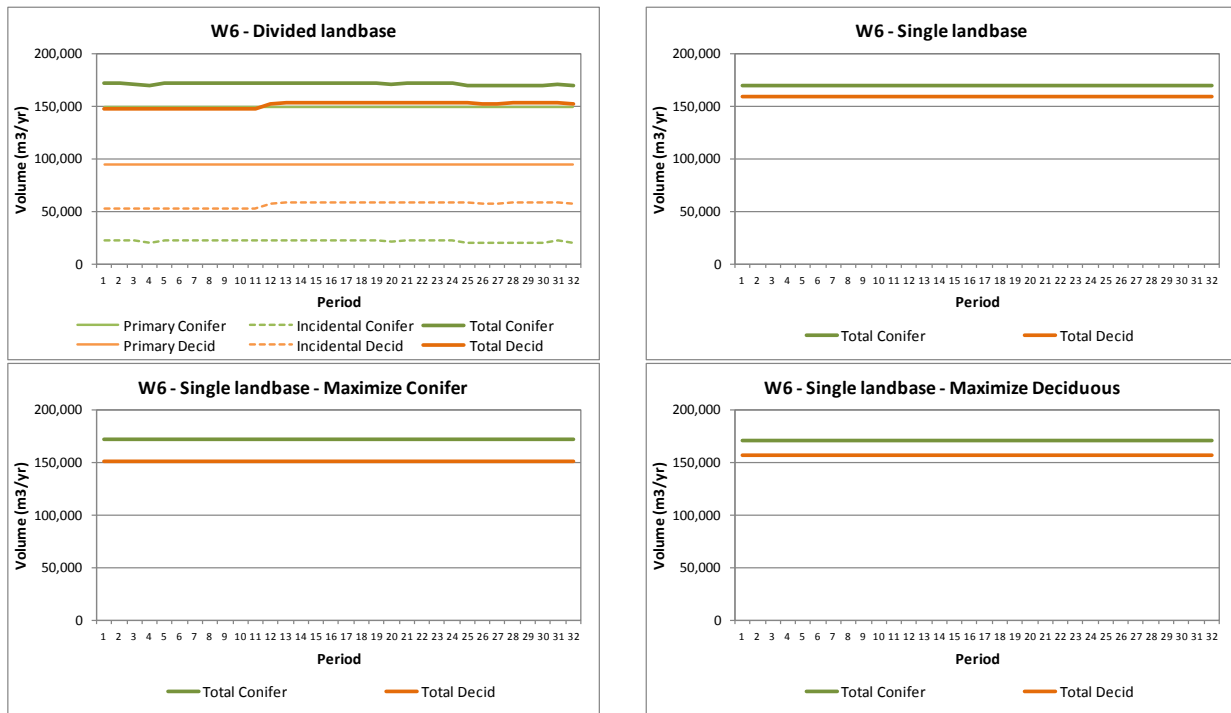 W6 - Divided landbase
Volume (m3/yr)
200,000
150,000
100,000
50,000
0
1 2 3 4 5 6 7 8 9 10 11 12 13 14 15 16 17 18 19 20 21 22 23 24 25 26 27 28 29 30 31 32
Period
Primary Conifer Incidental Conifer Total Conifer
Primary Decid Incidental Decid Total Decid
W6 - Single landbase
Volume (m3/yr)
200,000
150,000
100,000
50,000
0
1 2 3 4 5 6 7 8 9 10 11 12 13 14 15 16 17 18 19 20 21 22 23 24 25 26 27 28 29 30 31 32
Period
Total Conifer Total Decid
W6 - Single landbase - Maximize Conifer
Volume (m3/yr)
200,000
150,000
100,000
50,000
0
1 2 3 4 5 6 7 8 9 10 11 12 13 14 15 16 17 18 19 20 21 22 23 24 25 26 27 28 29 30 31 32
Period
Total Conifer Total Decid
W6 - Single landbase - Maximize Deciduous
Volume (m3/yr)
200,000
150,000
100,000
50,000
0
1 2 3 4 5 6 7 8 9 10 11 12 13 14 15 16 17 18 19 20 21 22 23 24 25 26 27 28 29 30 31 32
Period
Total Conifer Total Decid